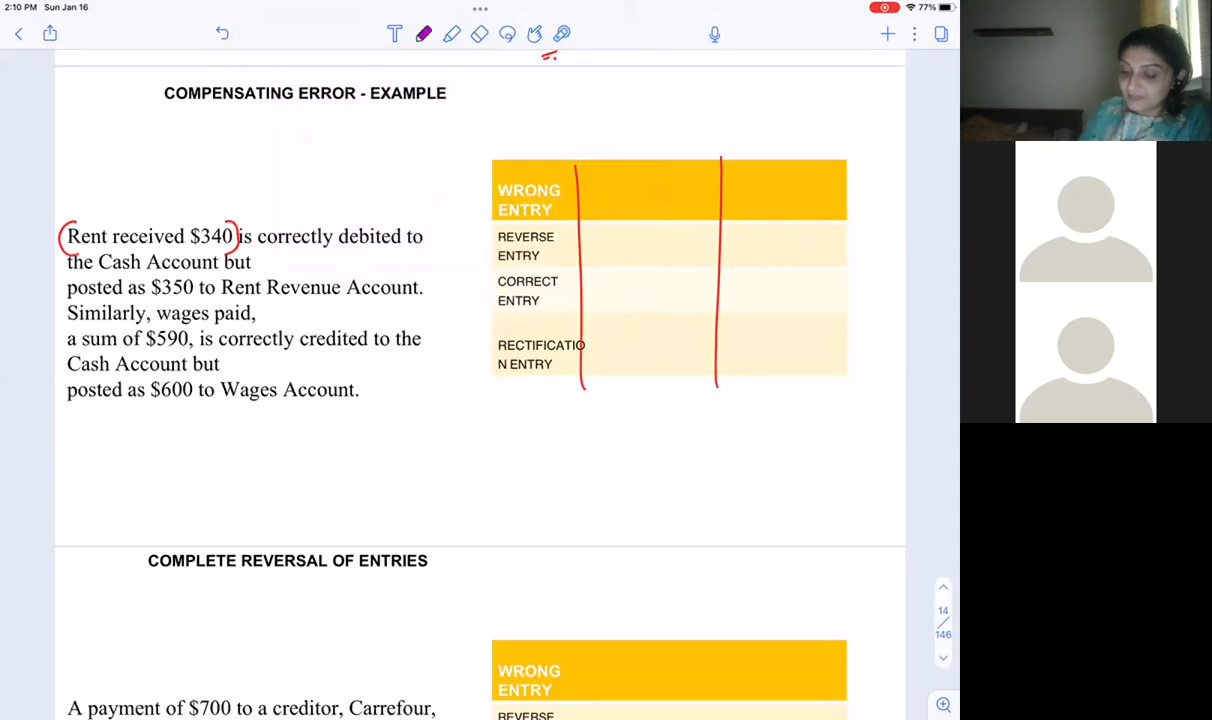 2:10 PM Sun Jan 16
77%
COMPENSATING ERROR - EXAMPLE
Rent received $340 is correctly debited to
the Cash Account but
posted as $350 to Rent Revenue Account.
Similarly, wages paid,
a sum of $590, is correctly credited to the
Cash Account but
posted as $600 to Wages Account.
WRONG
ENTRY
REVERSE
ENTRY
CORRECT
ENTRY
RECTIFICATIO
N ENTRY
14
146
COMPLETE REVERSAL OF ENTRIES
A payment of $700 to a creditor, Carrefour,
WRONG
ENTRY
REVERSE